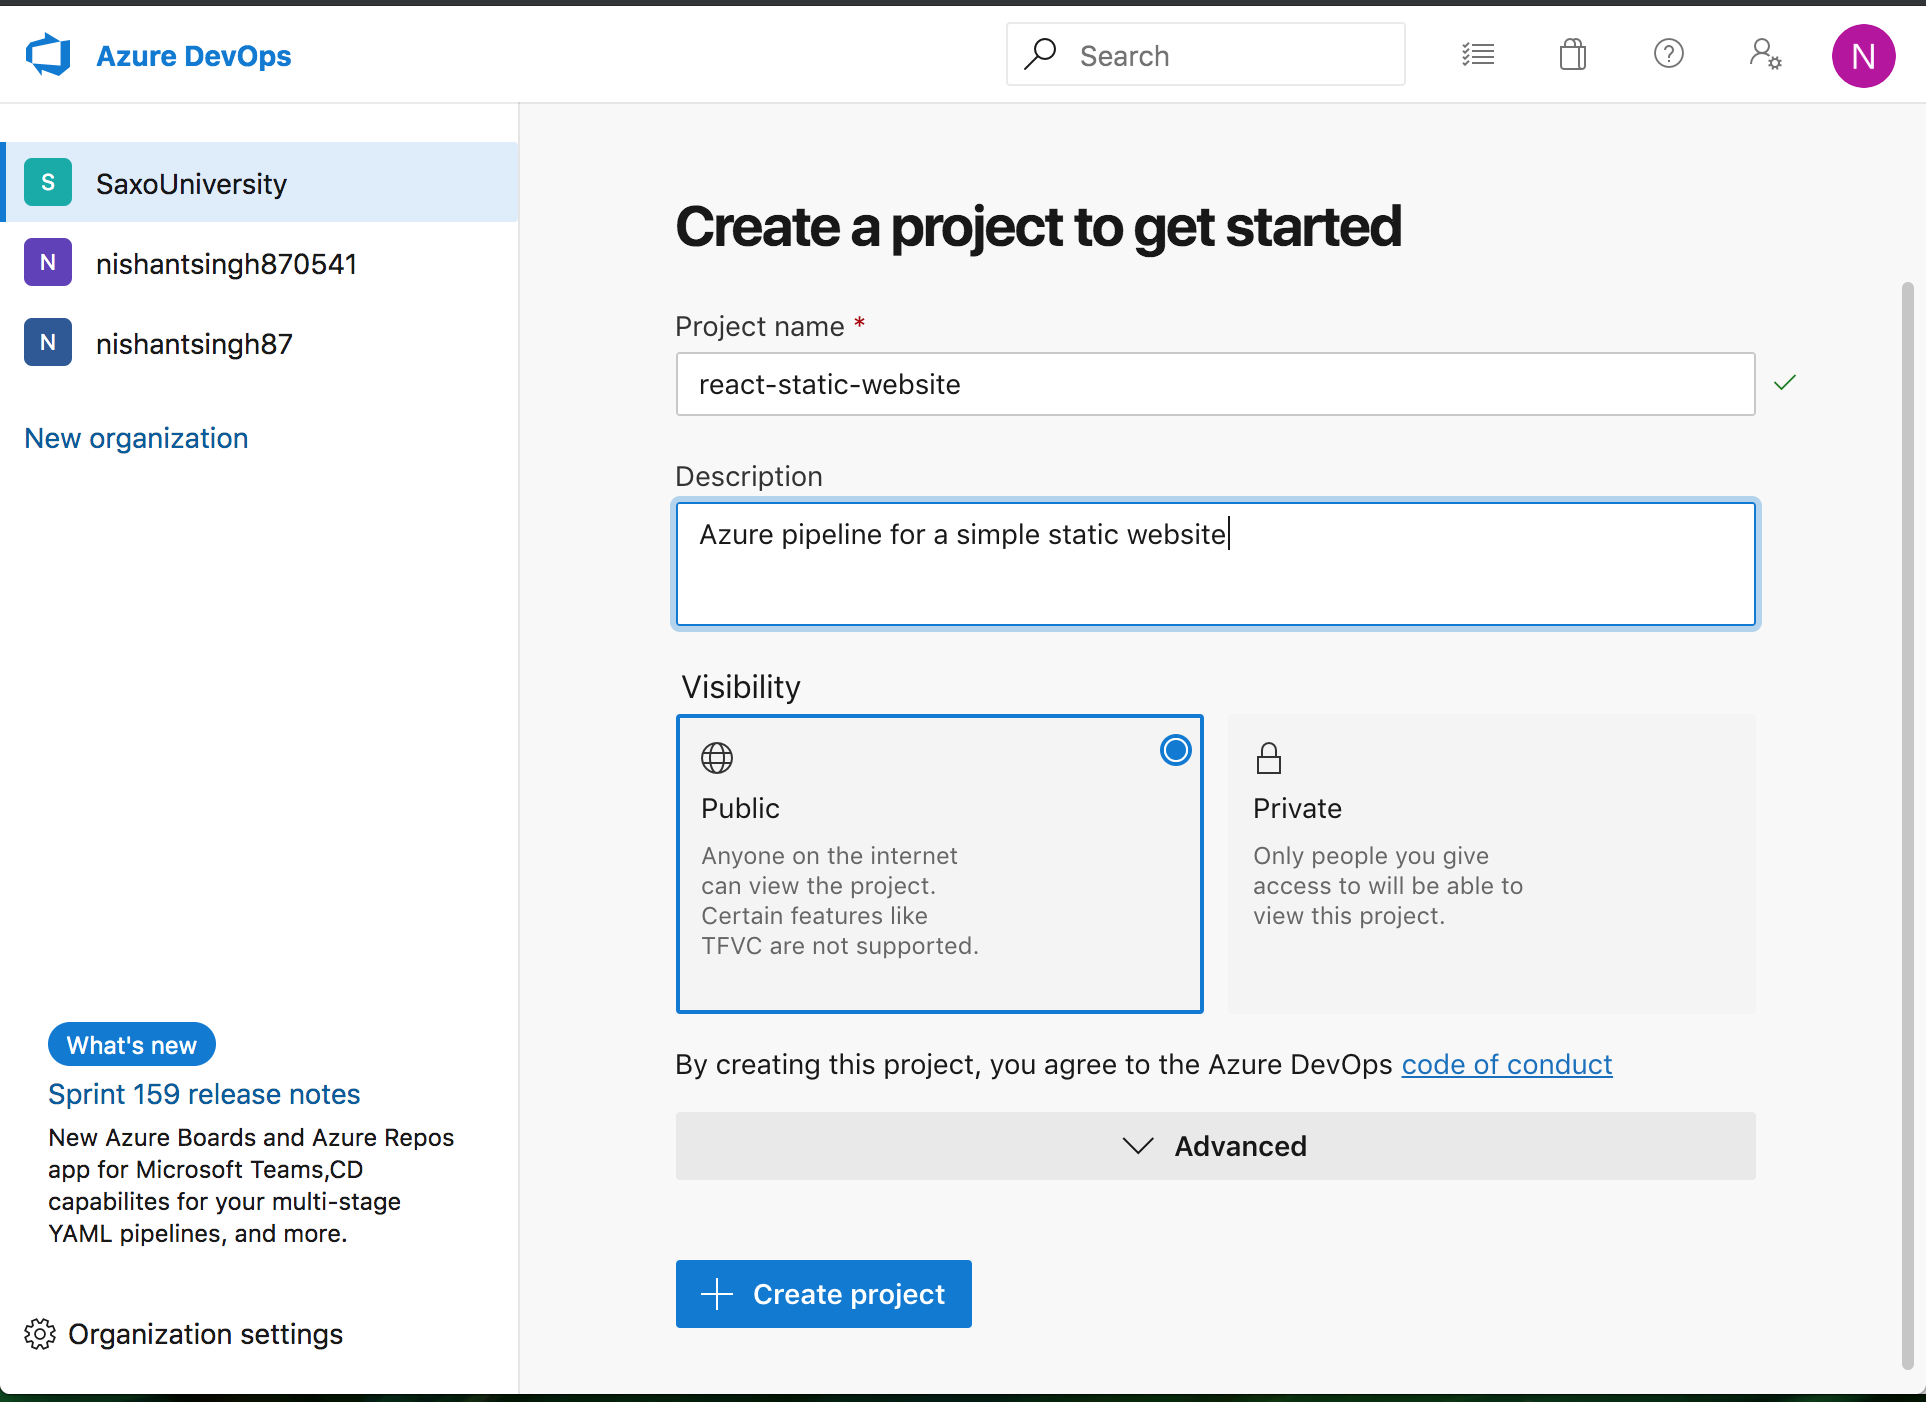 Azure DevOps
Search
N
S
SaxoUniversity
N
nishantsingh870541
N
nishantsingh87
New organization
What's new
Sprint 159 release notes
New Azure Boards and Azure Repos
app for Microsoft Teams,CD
capabilites for your multi-stage
YAML pipelines, and more.
Organization settings
Create a project to get started
Project name *
react-static-website
Description
Azure pipeline for a simple static website
Visibility
Public
Anyone on the internet
can view the project.
Certain features like
TFVC are not supported.
Private
Only people you give
access to will be able to
view this project.
By creating this project, you agree to the Azure DevOps code of conduct
Advanced
Create project